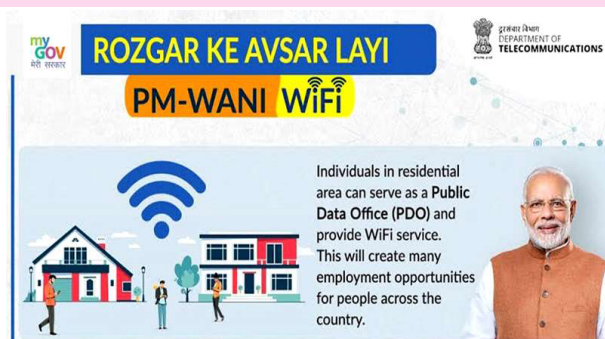 my
GOV
मेरी सरकार
ROZGAR KE AVSAR LAYI
दूरसंचार विभाग
DEPARTMENT OF
TELECOMMUNICATIONS
PM-WANI WiFi
Individuals in residential
area can serve as a Public
Data Office (PDO) and
provide WiFi service.
This will create many
employment opportunities
for people across the
country.